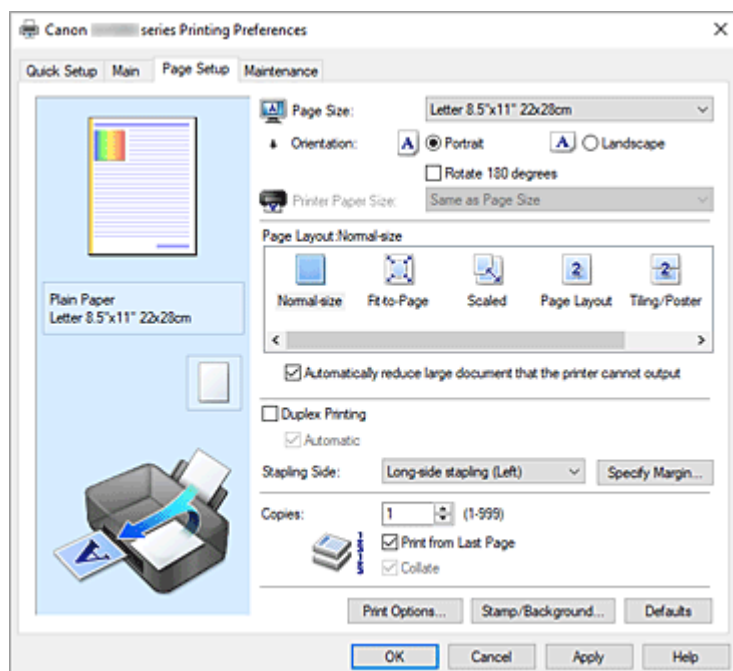 Canon series Printing Preferences
Quick Setup Main Page Setup Maintenance
Page Size: Letter 8.5"x11" 22x28cm
Orientation: A Portrait A Landscape
Rotate 180 degrees
Printer Paper Size: Same as Page Size
Page Layout:Normal-size
Normal-size Fit-to-Page Scaled Page Layout Tiling/Poster
Plain Paper
Letter 8.5"x11" 22x28cm
Automatically reduce large document that the printer cannot output
Duplex Printing
Automatic
Stapling Side: Long-side stapling (Left) Specify Margin...
Copies: 1 (1-999)
Print from Last Page
Collate
Print Options... Stamp/Background... Defaults
OK Cancel Apply Help